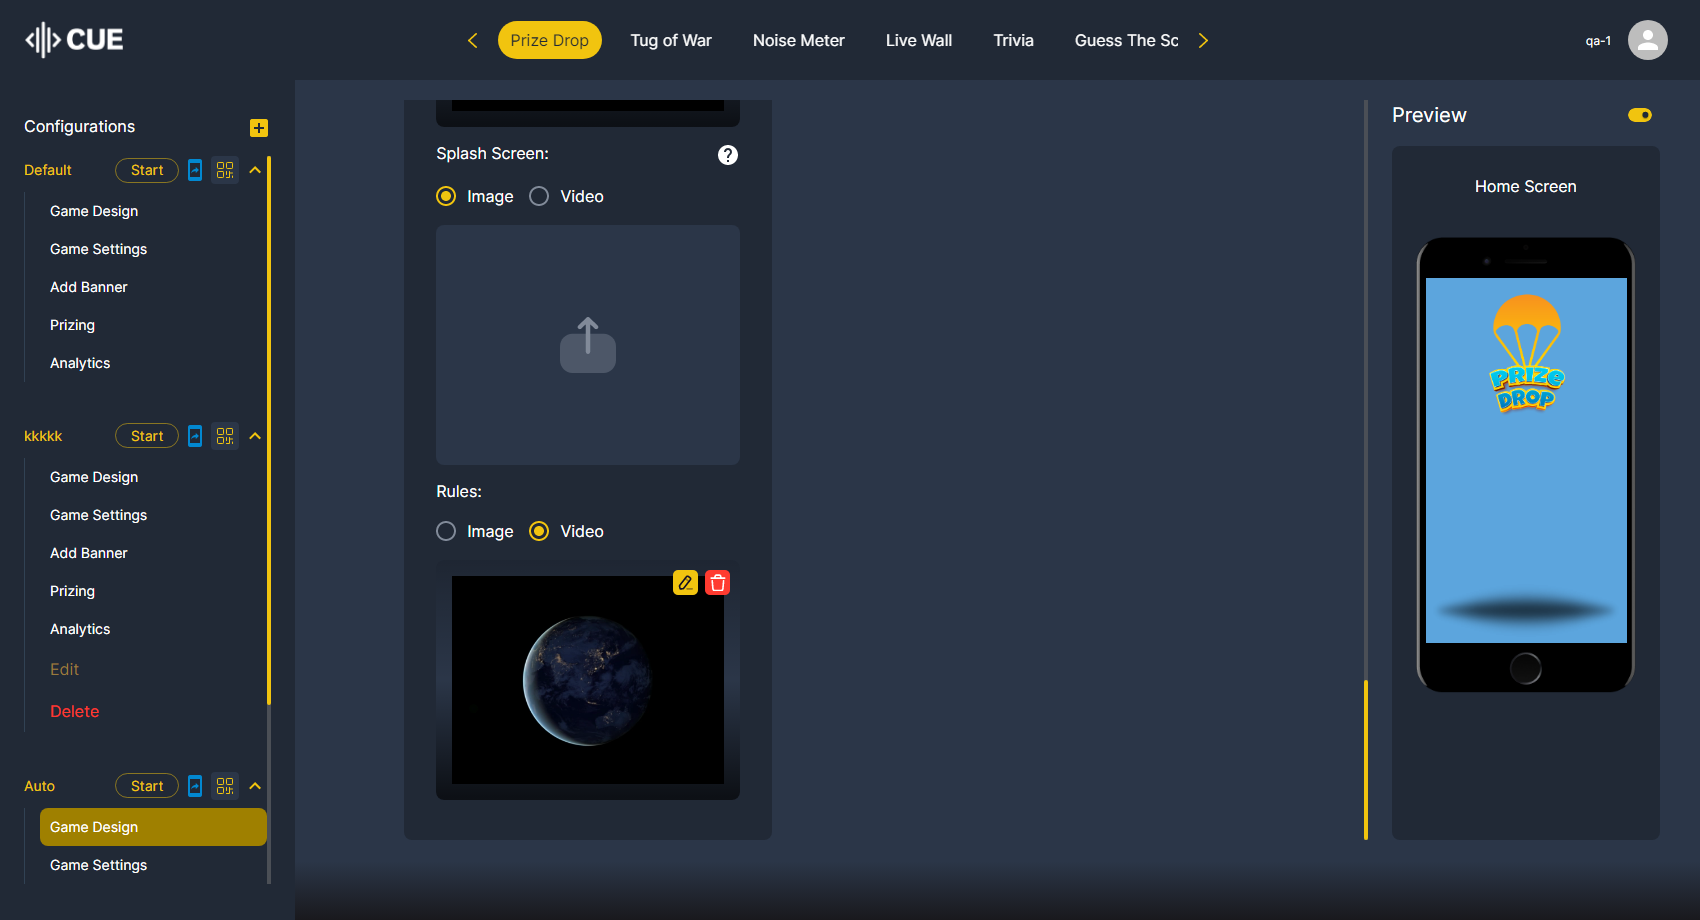 CUE
Prize Drop
Tug of War
Noise Meter
Live Wall
Trivia
Guess The Sc
qa-1
Configurations
Default
Start
Game Design
Game Settings
Add Banner
Prizing
Analytics
kkkkk
Start
Game Design
Game Settings
Add Banner
Prizing
Analytics
Edit
Delete
Auto
Start
Game Design
Game Settings
Splash Screen:
?
Image
Video
Rules:
Image
Video
Preview
Home Screen
PRIZE
DROP